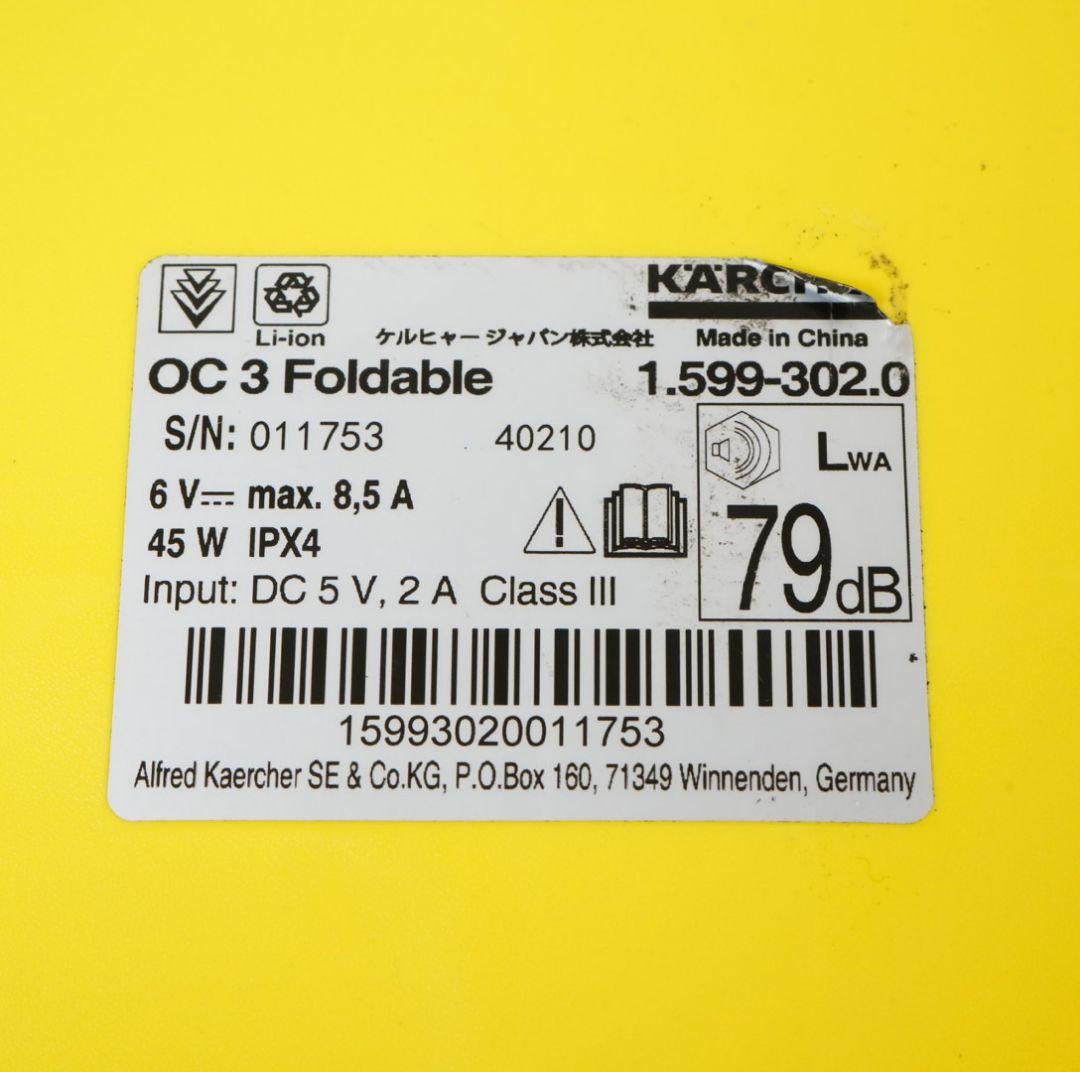 KÄRCHE
Li-ion ケルヒャー ジャパン株式会社 Made in China
OC 3 Foldable 1.599-302.0
S/N: 011753 40210
LWA
6 V⎓ max. 8,5 A
45 W IPX4
79dB
Input: DC 5 V, 2 A Class III
15993020011753
Alfred Kaercher SE & Co.KG, P.O.Box 160, 71349 Winnenden, Germany